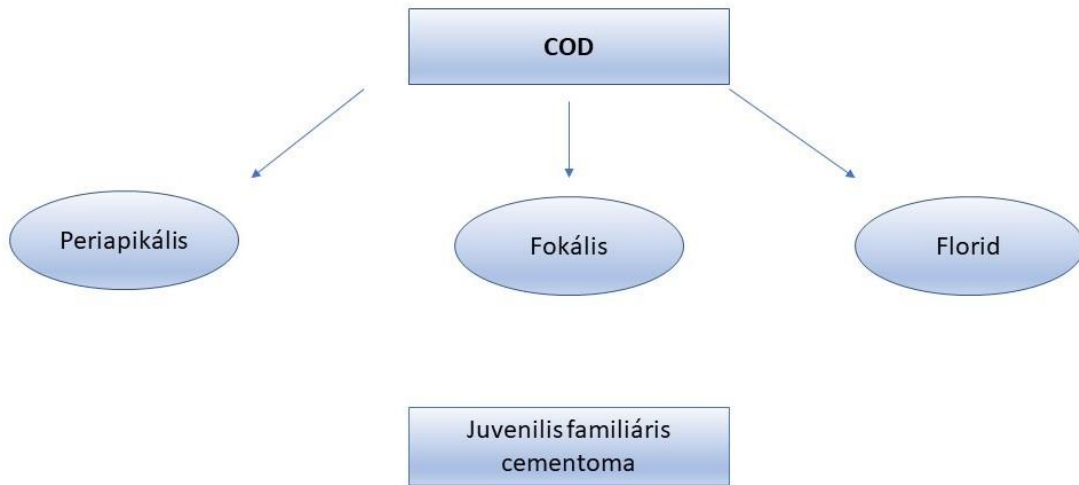 COD
Periapikális
Fokális
Florid
Juvenilis familiáris
cementoma